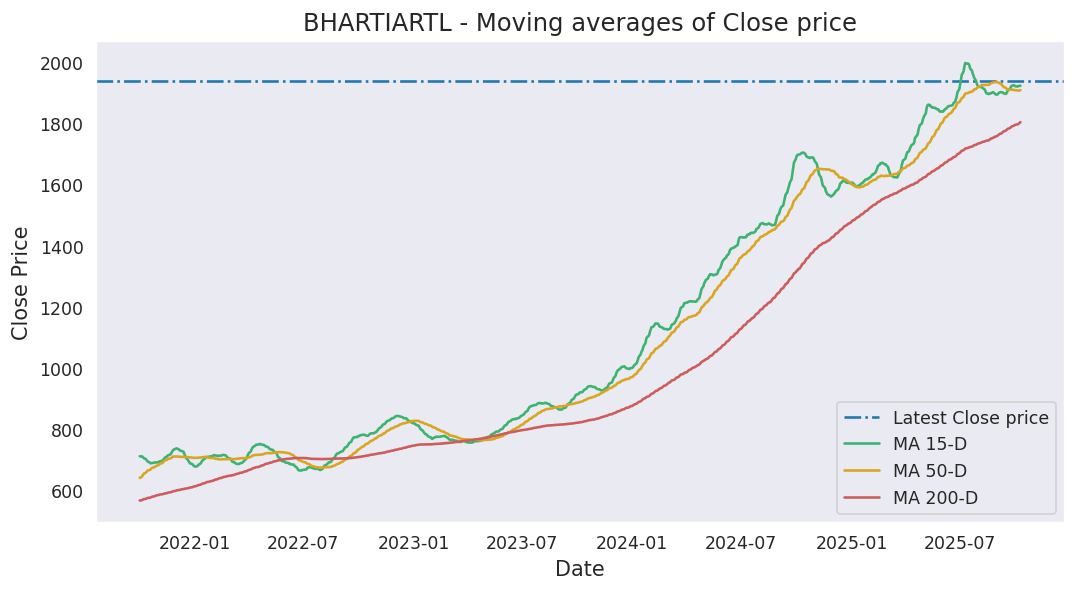 BHARTIARTL - Moving averages of Close price
Close Price
2000
1800
1600
1400
1200
1000
800
600
Latest Close price
MA 15-D
MA 50-D
MA 200-D
2022-01 2022-07 2023-01 2023-07 2024-01 2024-07 2025-01 2025-07
Date